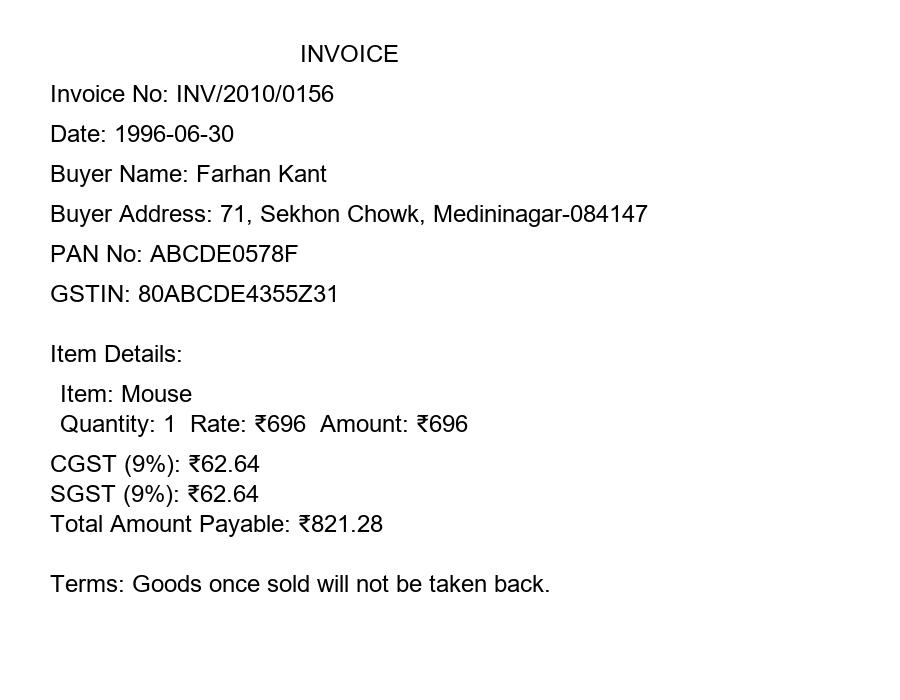 INVOICE
Invoice No: INV/2010/0156
Date: 1996-06-30
Buyer Name: Farhan Kant
Buyer Address: 71, Sekhon Chowk, Medininagar-084147
PAN No: ABCDE0578F
GSTIN: 80ABCDE4355Z31
Item Details:
Item: Mouse
Quantity: 1  Rate: ₹696  Amount: ₹696
CGST (9%): ₹62.64
SGST (9%): ₹62.64
Total Amount Payable: ₹821.28
Terms: Goods once sold will not be taken back.